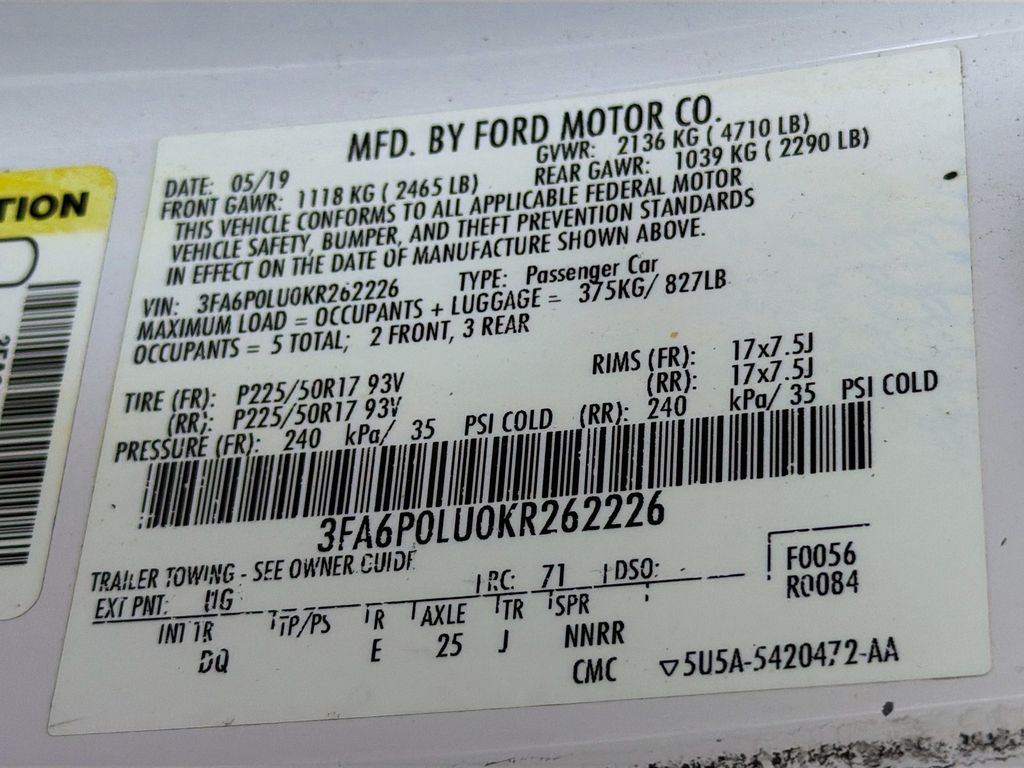 TION
MFD. BY FORD MOTOR CO.
DATE: 05/19 GVWR: 2136 KG ( 4710 LB)
FRONT GAWR: 1118 KG ( 2465 LB) REAR GAWR: 1039 KG ( 2290 LB)
THIS VEHICLE CONFORMS TO ALL APPLICABLE FEDERAL MOTOR
VEHICLE SAFETY, BUMPER, AND THEFT PREVENTION STANDARDS
IN EFFECT ON THE DATE OF MANUFACTURE SHOWN ABOVE.
VIN: 3FA6P0LU0KR262226 TYPE: Passenger Car
MAXIMUM LOAD = OCCUPANTS + LUGGAGE = 375KG/ 827LB
OCCUPANTS = 5 TOTAL; 2 FRONT, 3 REAR
TIRE (FR): P225/50R17 93V RIMS (FR): 17x7.5J
(RR): P225/50R17 93V (RR): 17x7.5J
PRESSURE (FR): 240 kPa/ 35 PSI COLD (RR): 240 kPa/ 35 PSI COLD
3FA6P0LU0KR262226
TRAILER TOWING - SEE OWNER GUIDE
F0056
EXT PNT: UG RC: 71 DSO:
R0084
INT TR TP/PS R AXLE TR SPR
DQ E 25 J NNRR
CMC ▽5U5A-5420472-AA